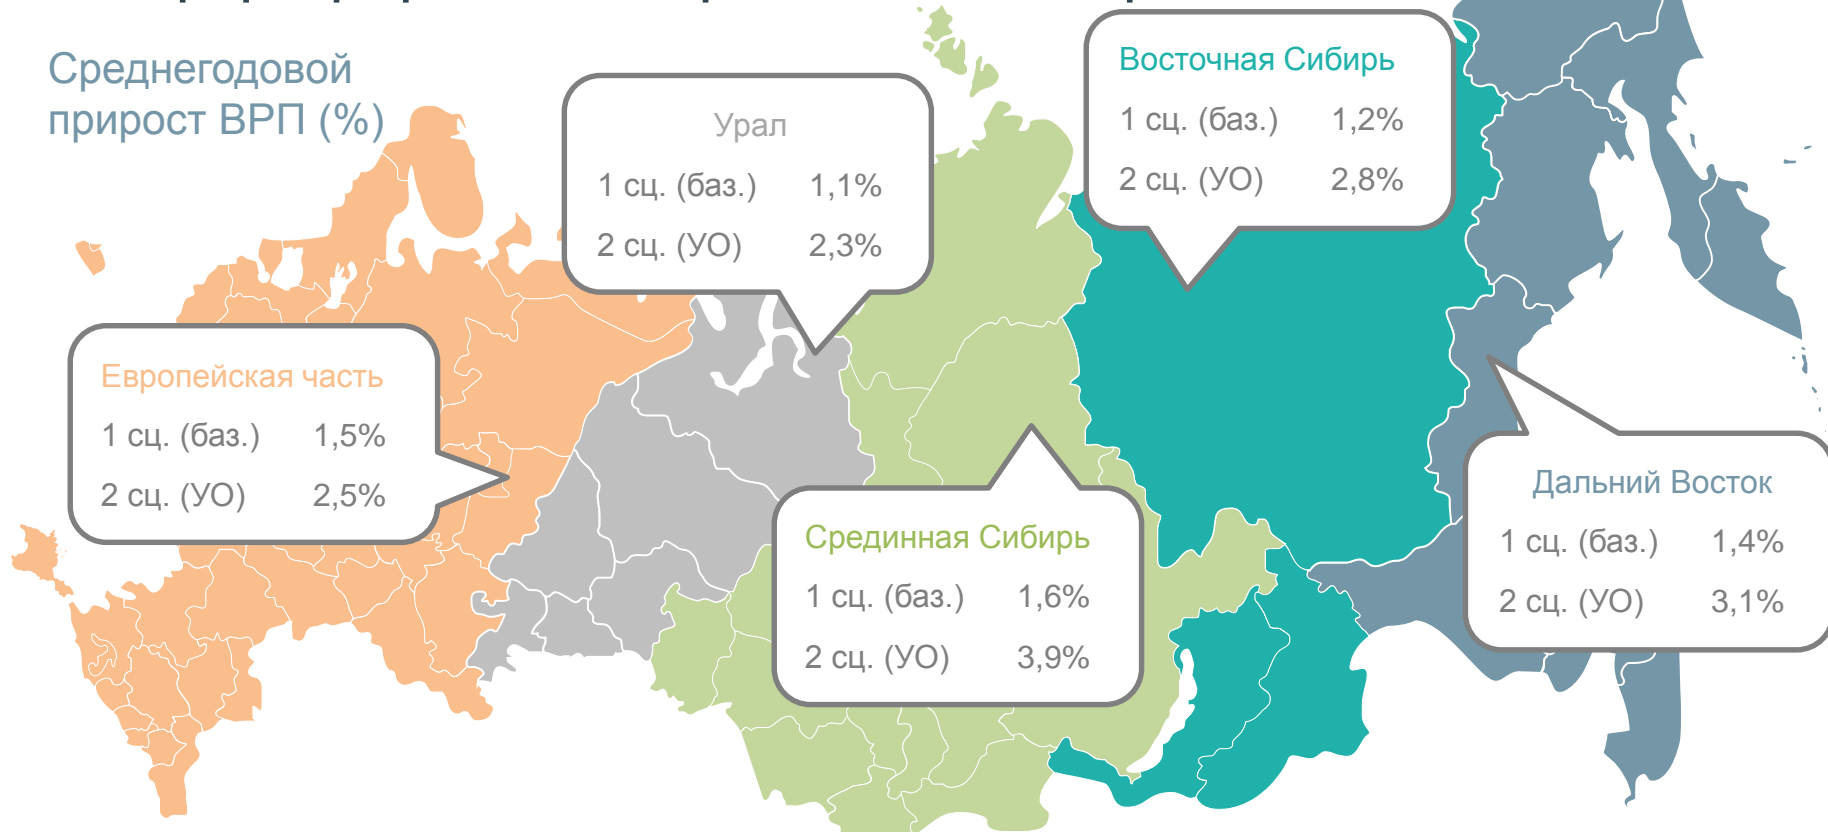 Среднегодовой
прирост ВРП (%)
Урал
1 сц. (баз.) 1,1%
2 сц. (УО) 2,3%
Восточная Сибирь
1 сц. (баз.) 1,2%
2 сц. (УО) 2,8%
Европейская часть
1 сц. (баз.) 1,5%
2 сц. (УО) 2,5%
Срединная Сибирь
1 сц. (баз.) 1,6%
2 сц. (УО) 3,9%
Дальний Восток
1 сц. (баз.) 1,4%
2 сц. (УО) 3,1%